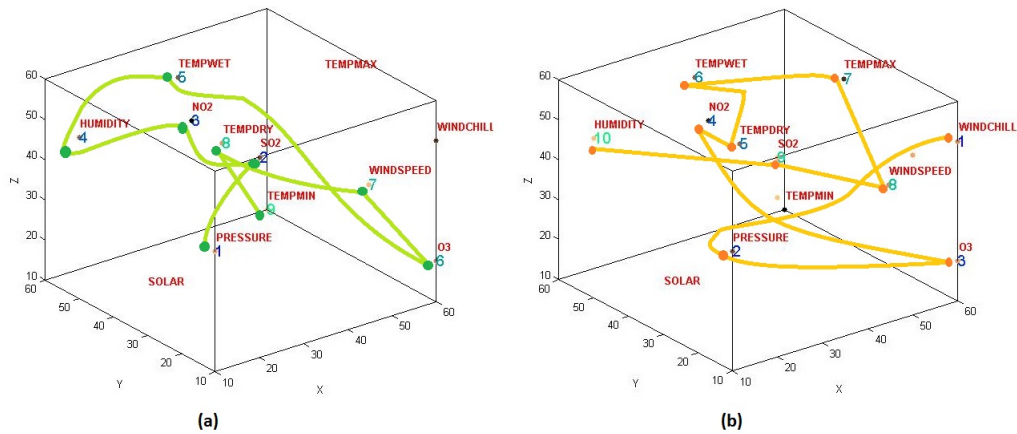 60
50
40
30
20
10
Z
60
50
40
30
20
10
Y
10
20
30
40
50
60
X
TEMPWET
5
TEMPMAX
NO2
3
HUMIDITY
4
TEMPDRY
8
SO2
2
WINDCHILL
WINDSPEED
7
TEMPMIN
9
PRESSURE
1
O3
6
SOLAR
(a)
60
50
40
30
20
10
Z
60
50
40
30
20
10
Y
10
20
30
40
50
60
X
TEMPWET
6
TEMPMAX
7
NO2
4
HUMIDITY
10
TEMPDRY
5
SO2
9
WINDCHILL
1
WINDSPEED
8
TEMPMIN
PRESSURE
2
O3
3
SOLAR
(b)